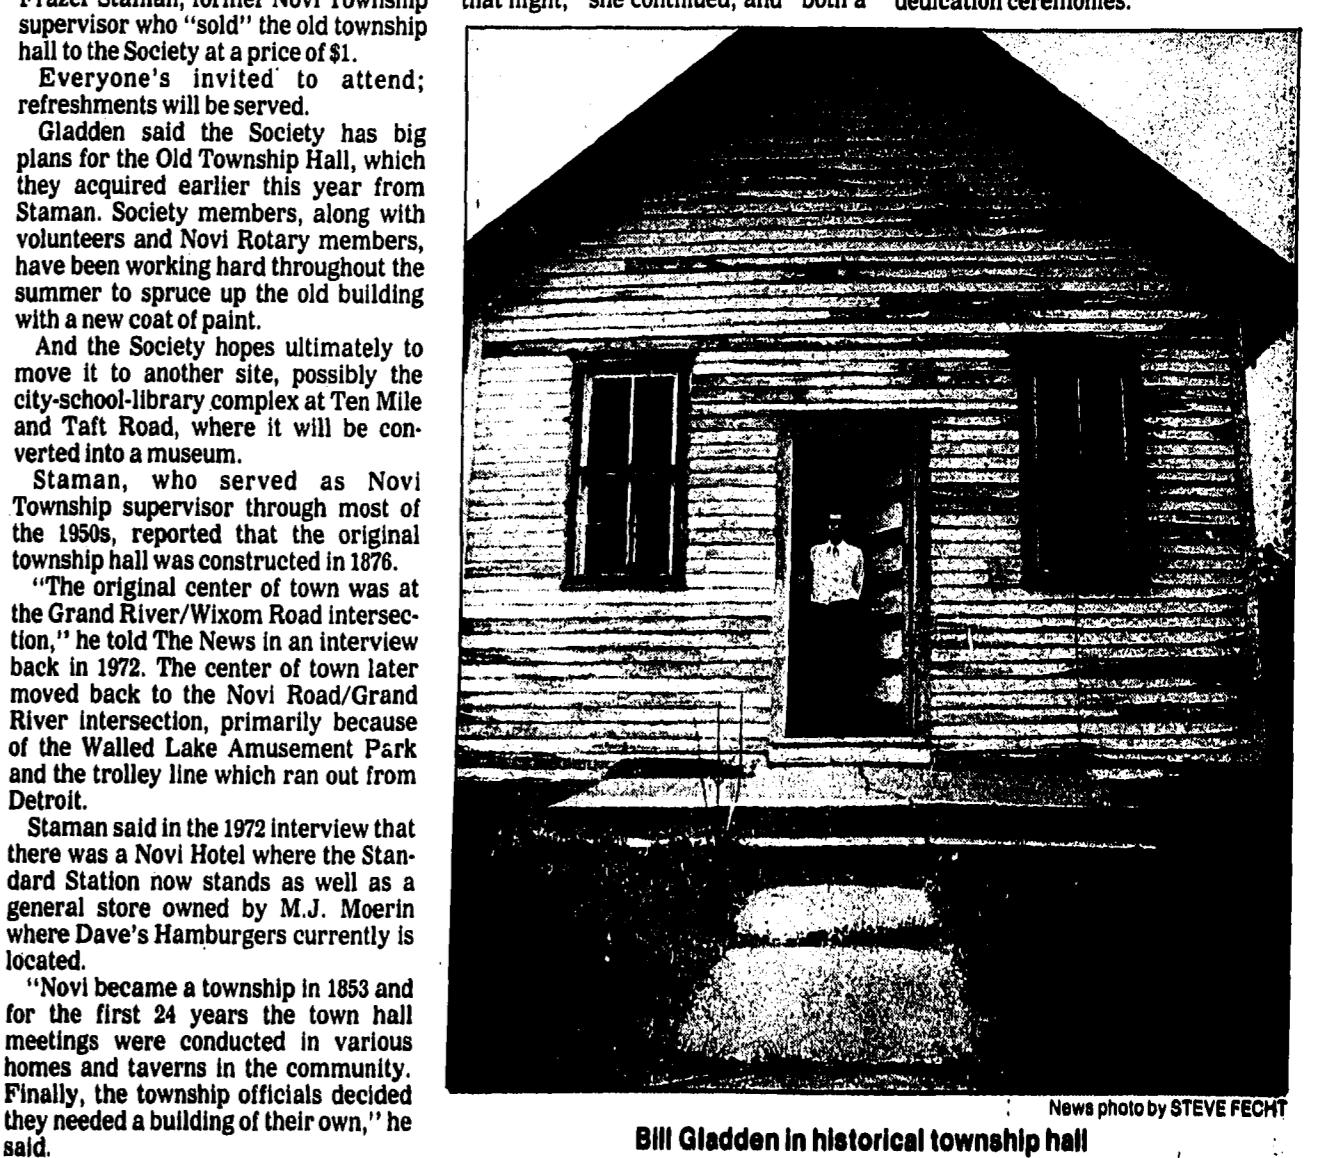 Frazer Staman, former Novi Township
supervisor who "sold" the old township
hall to the Society at a price of $1.
Everyone's invited to attend;
refreshments will be served.
Gladden said the Society has big
plans for the Old Township Hall, which
they acquired earlier this year from
Staman. Society members, along with
volunteers and Novi Rotary members,
have been working hard throughout the
summer to spruce up the old building
with a new coat of paint.
And the Society hopes ultimately to
move it to another site, possibly the
city-school-library complex at Ten Mile
and Taft Road, where it will be con-
verted into a museum.
Staman, who served as Novi
Township supervisor through most of
the 1950s, reported that the original
township hall was constructed in 1876.
"The original center of town was at
the Grand River/Wixom Road intersec-
tion," he told The News in an interview
back in 1972. The center of town later
moved back to the Novi Road/Grand
River intersection, primarily because
of the Walled Lake Amusement Park
and the trolley line which ran out from
Detroit.
Staman said in the 1972 interview that
there was a Novi Hotel where the Stan-
dard Station now stands as well as a
general store owned by M.J. Moerin
where Dave's Hamburgers currently is
located.
"Novi became a township in 1853 and
for the first 24 years the town hall
meetings were conducted in various
homes and taverns in the community.
Finally, the township officials decided
they needed a building of their own," he
said.
that night," she continued, and "both a
dedication ceremonies.
News photo by STEVE FECHT
Bill Gladden in historical township hall